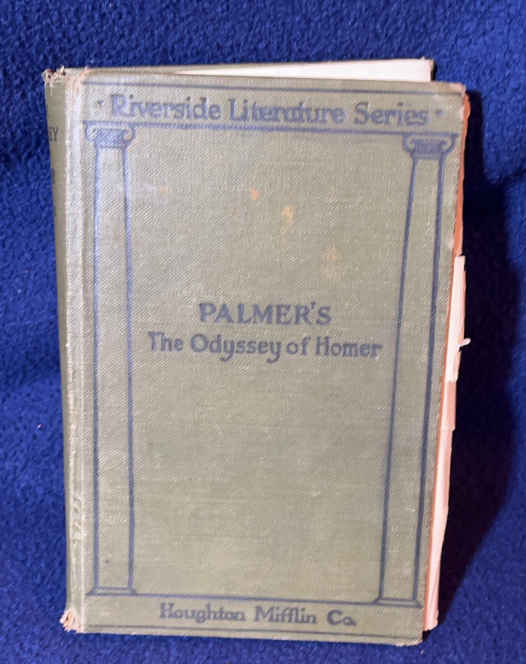 Riverside Literature Series
PALMER'S
The Odyssey of Homer
Houghton Mifflin Co.